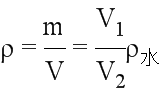 ρ = m/V = V₁/V₂ ρ水